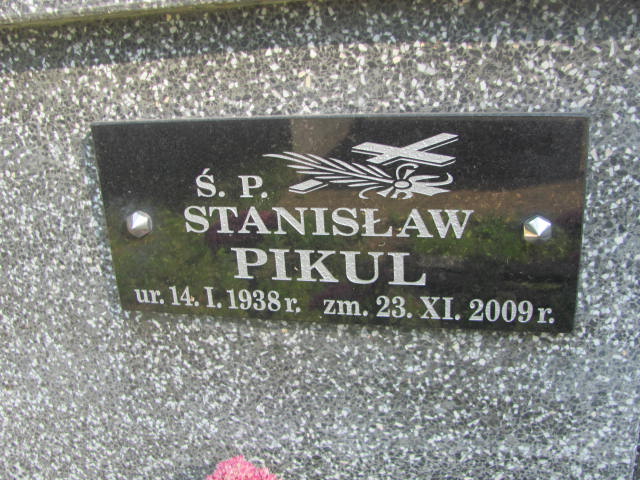 Ś. P.
STANISŁAW
PIKUL
ur. 14. I. 1938 r. zm. 23. XI. 2009 r.